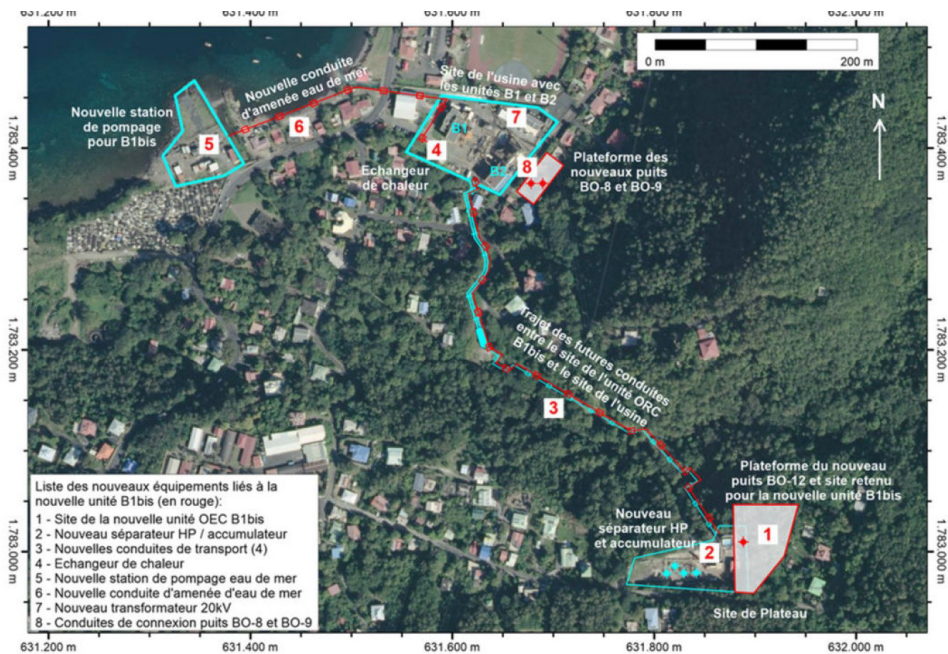 631.200 m
631.400 m
631.600 m
631.800 m
632.000 m
0 m
200 m
N
1.783.400 m
1.783.200 m
1.783.000 m
1.783.400 m
1.783.200 m
1.783.000 m
Nouvelle station
de pompage
pour B1bis
5
Nouvelle conduite
d'amenée eau de mer
6
Site de l'usine avec
les unités B1 et B2
7
B1
4
B2
8
Echangeur
de chaleur
Plateforme des
nouveaux puits
BO-8 et BO-9
Trajet des futures conduites
entre le site de l'unité ORC
B1bis et le site de l'usine
3
Plateforme du nouveau
puits BO-12 et site retenu
pour la nouvelle unité B1bis
Nouveau
séparateur HP
et accumulateur
2
1
Site de Plateau
Liste des nouveaux équipements liés à la
nouvelle unité B1bis (en rouge):
1 - Site de la nouvelle unité OEC B1bis
2 - Nouveau séparateur HP / accumulateur
3 - Nouvelles conduites de transport (4)
4 - Echangeur de chaleur
5 - Nouvelle station de pompage eau de mer
6 - Nouvelle conduite d'amenée d'eau de mer
7 - Nouveau transformateur 20kV
8 - Conduites de connexion puits BO-8 et BO-9
631.200 m
631.400 m
631.600 m
631.800 m
632.000 m